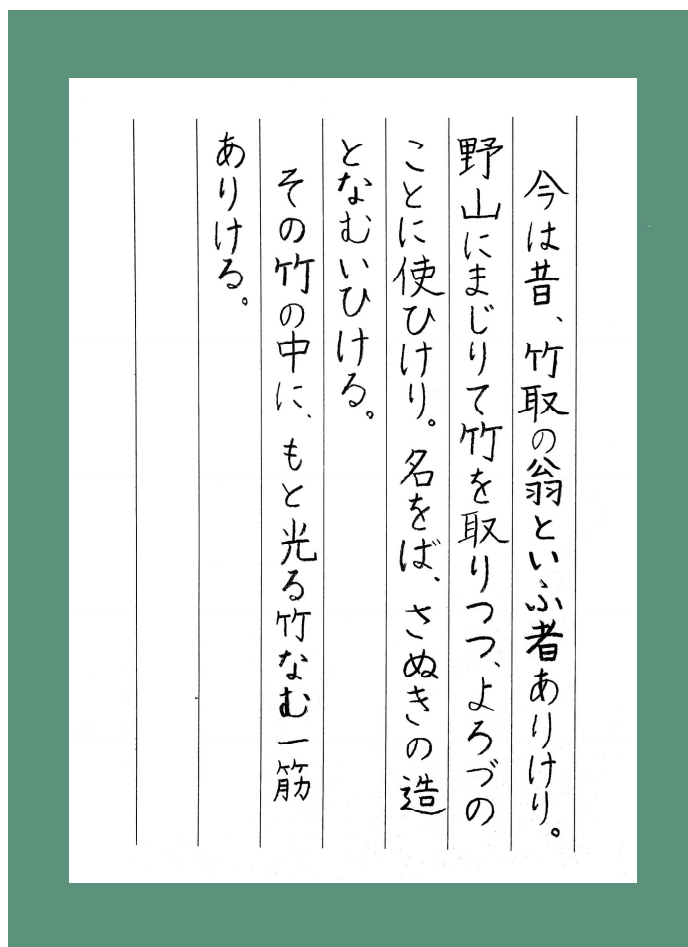 今は昔、竹取の翁といふ者ありけり。
野山にまじりて竹を取りつつ、よろづの
ことに使ひけり。名をば、さぬきの造
となむいひける。
その竹の中に、もと光る竹なむ一筋
ありける。